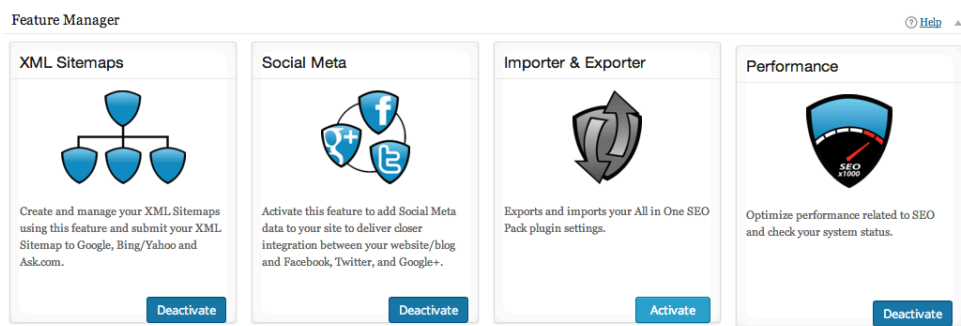 Feature Manager
? Help
XML Sitemaps
Create and manage your XML Sitemaps
using this feature and submit your XML
Sitemap to Google, Bing/Yahoo and
Ask.com.
Deactivate
Social Meta
f
g+
t
Activate this feature to add Social Meta
data to your site to deliver closer
integration between your website/blog
and Facebook, Twitter, and Google+.
Deactivate
Importer & Exporter
Exports and imports your All in One SEO
Pack plugin settings.
Activate
Performance
SEO
x1000
Optimize performance related to SEO
and check your system status.
Deactivate